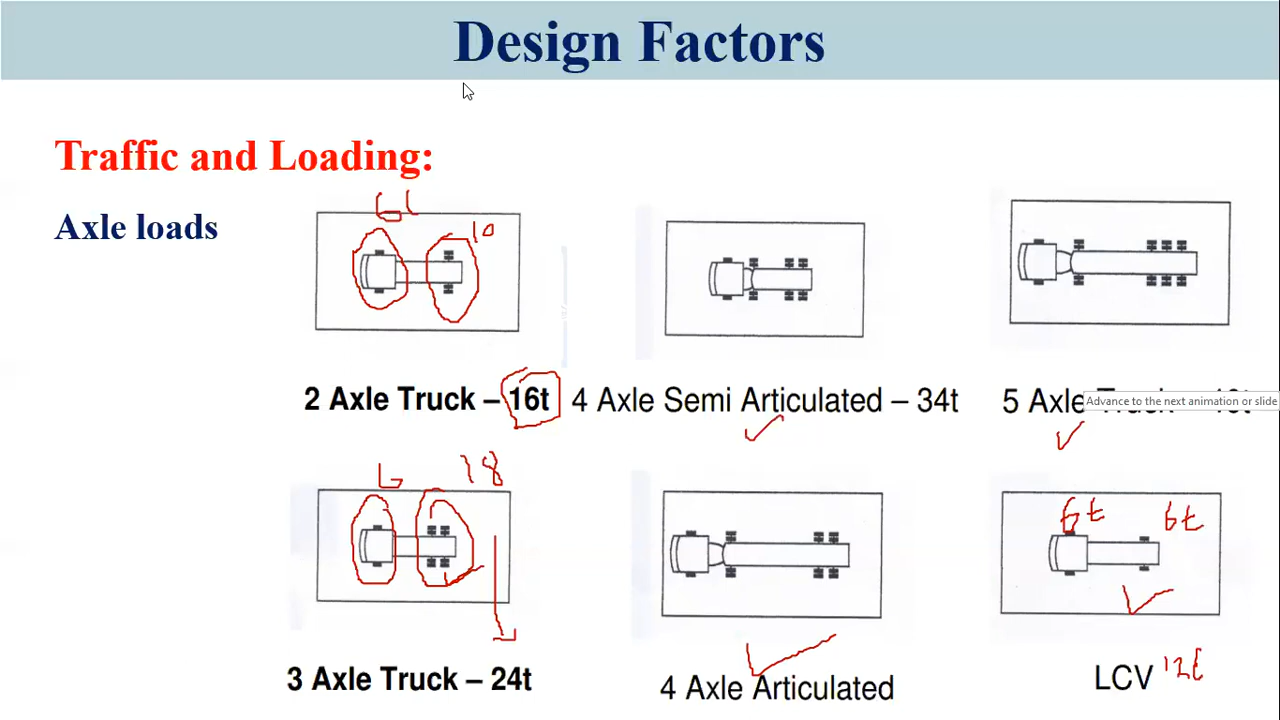 Design Factors
Traffic and Loading:
Axle loads
10
2 Axle Truck – 16t
4 Axle Semi Articulated – 34t
5 Axle
Advance to the next animation or slide
18
6t 6t
3 Axle Truck – 24t
4 Axle Articulated
LCV 12t